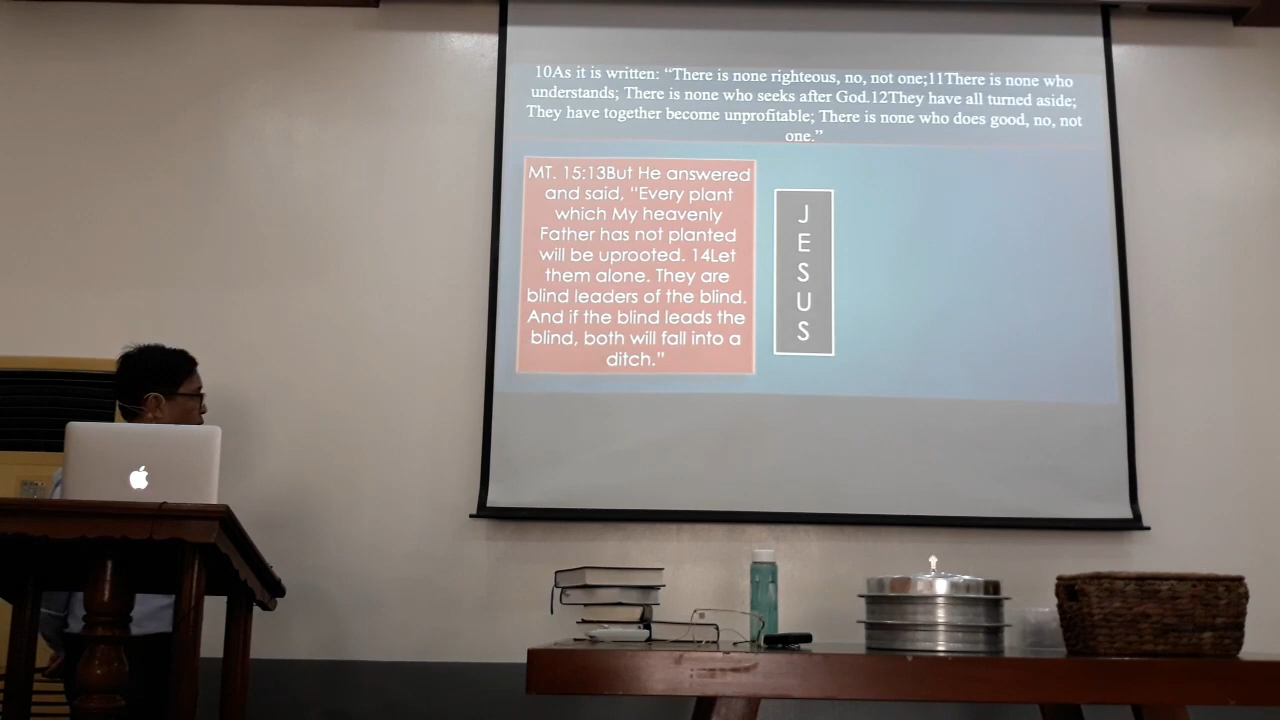 10As it is written: “There is none righteous, no, not one;11There is none who
understands; There is none who seeks after God.12They have all turned aside;
They have together become unprofitable; There is none who does good, no, not
one.”
MT. 15:13But He answered
and said, "Every plant
which My heavenly
Father has not planted
will be uprooted. 14Let
them alone. They are
blind leaders of the blind.
And if the blind leads the
blind, both will fall into a
ditch."
J
E
S
U
S